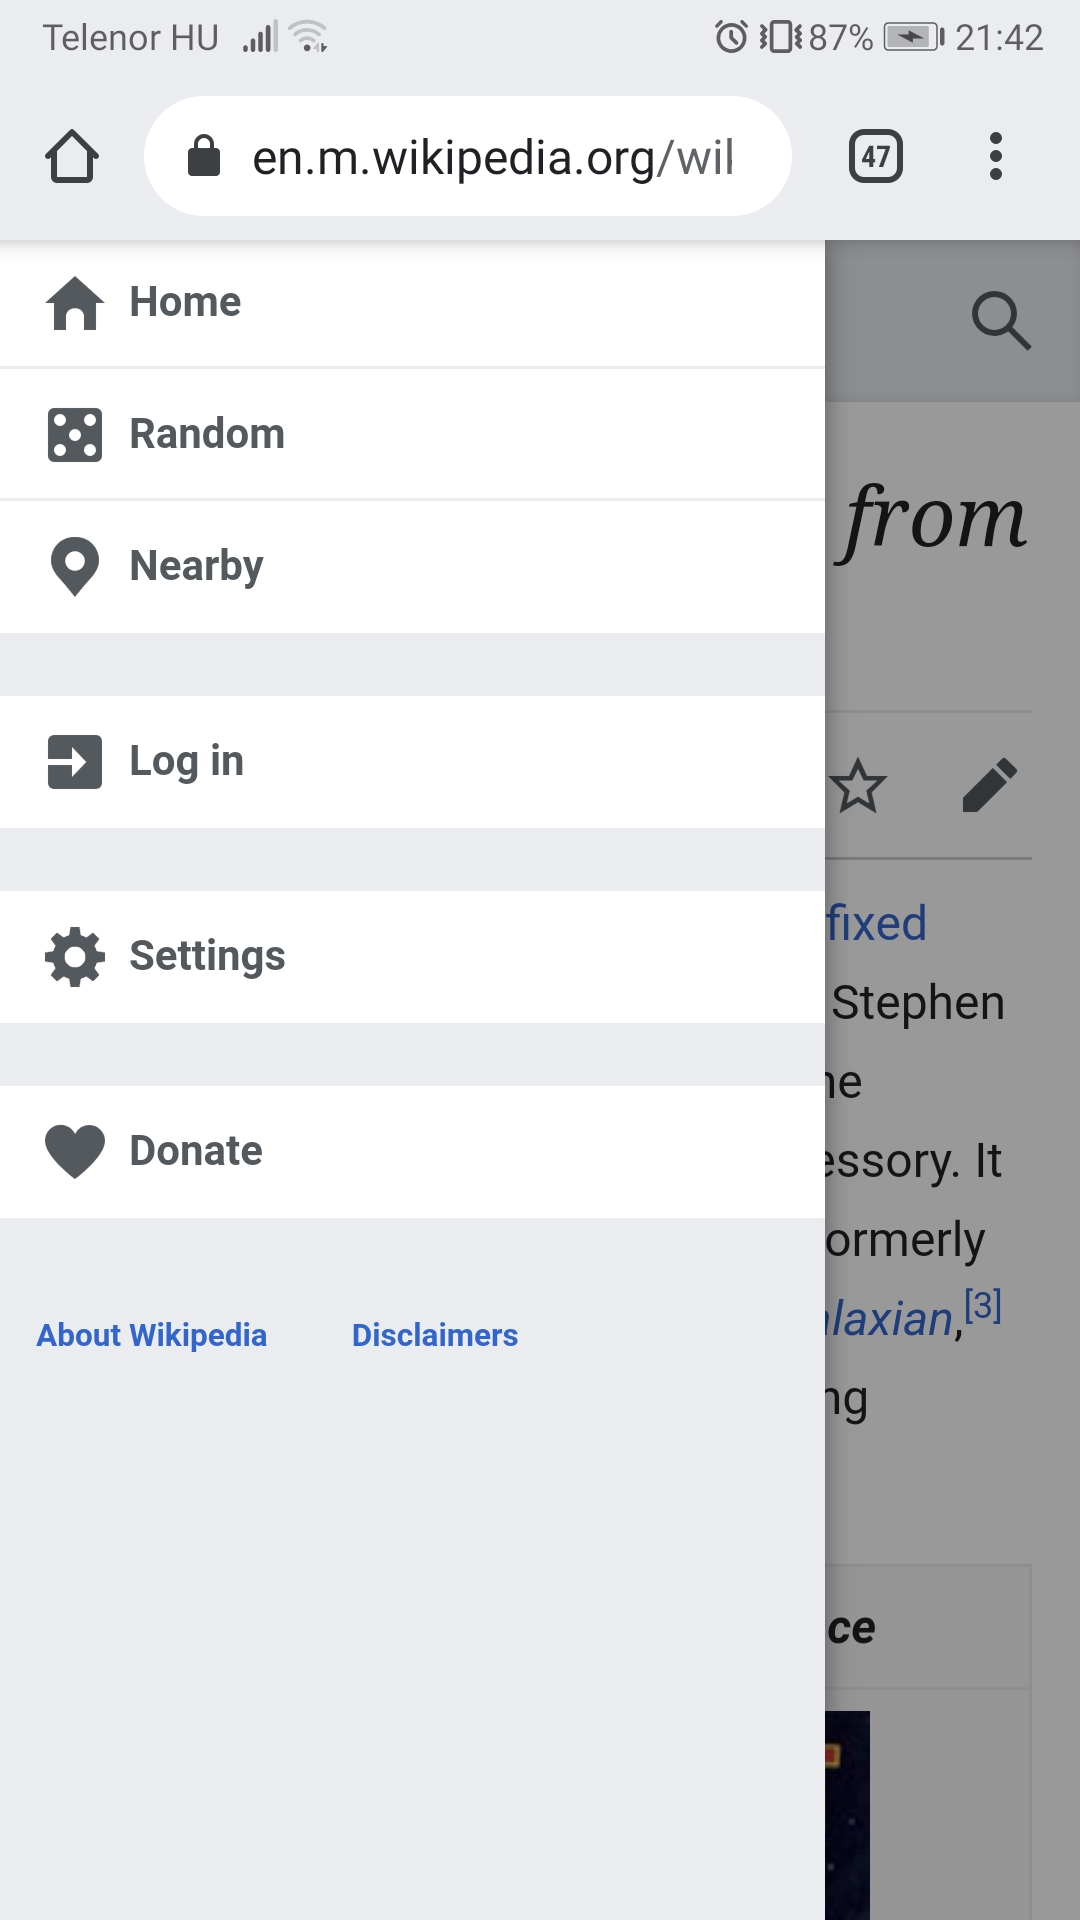 Telenor HU 87% 21:42
en.m.wikipedia.org/wil
47
Home
Random
Nearby
Log in
Settings
Donate
About Wikipedia Disclaimers
from
fixed
Stephen
ne
essory. It
ormerly
alaxian,[3]
ng
ce